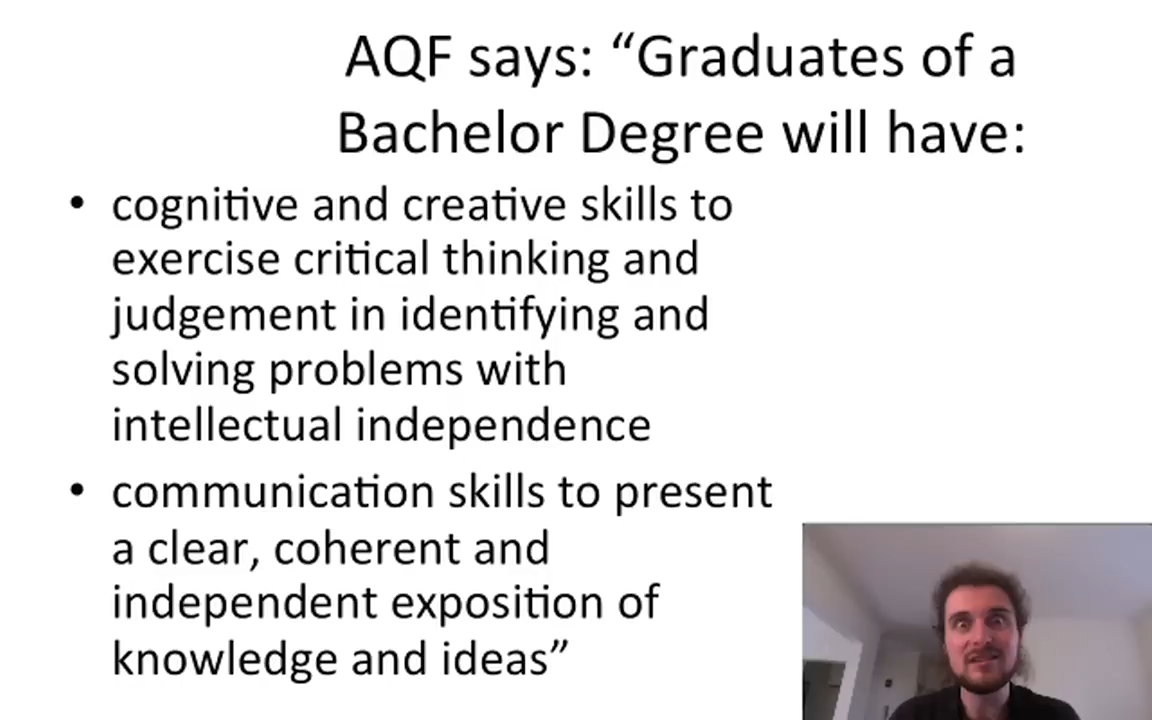 AQF says: “Graduates of a
Bachelor Degree will have:
• cognitive and creative skills to
exercise critical thinking and
judgement in identifying and
solving problems with
intellectual independence
• communication skills to present
a clear, coherent and
independent exposition of
knowledge and ideas”